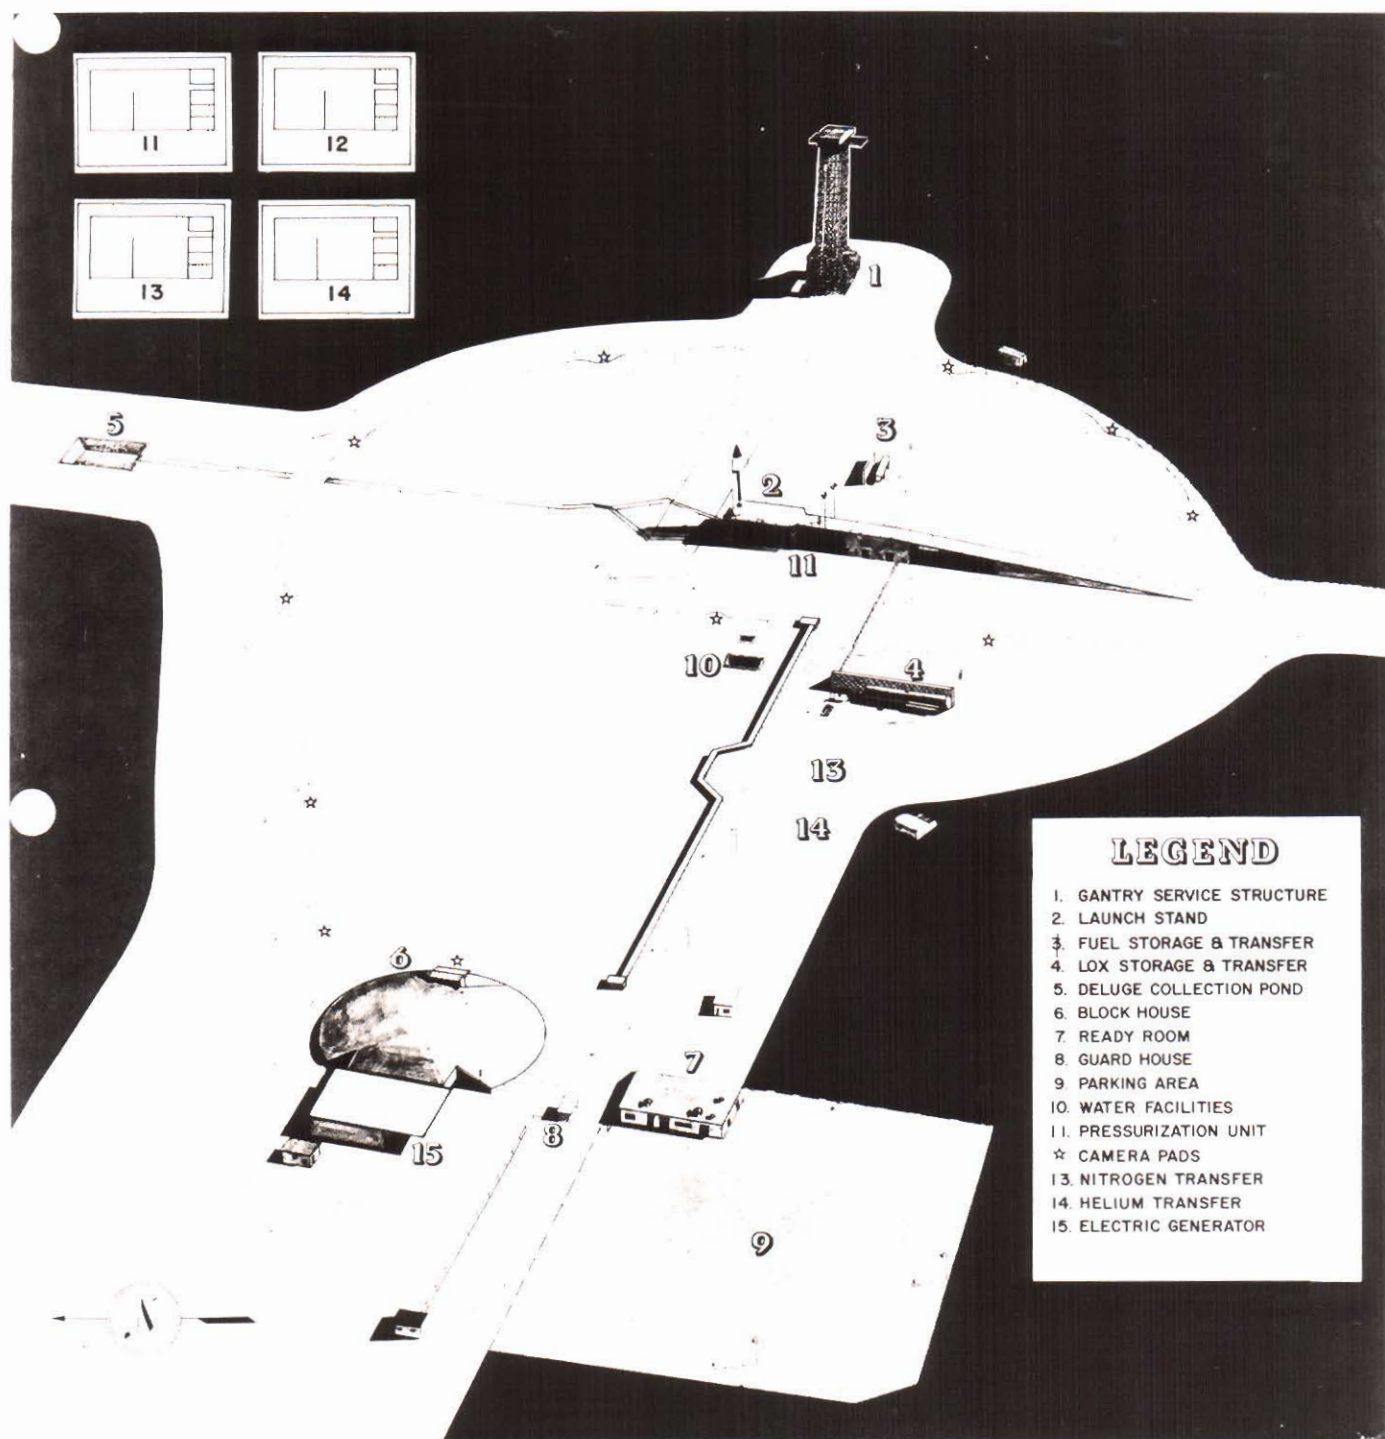 11
12
13
14
1
5
3
2
11
10
4
13
14
6
7
8
15
9
N
LEGEND
1. GANTRY SERVICE STRUCTURE
2. LAUNCH STAND
3. FUEL STORAGE & TRANSFER
4. LOX STORAGE & TRANSFER
5. DELUGE COLLECTION POND
6. BLOCK HOUSE
7. READY ROOM
8. GUARD HOUSE
9. PARKING AREA
10. WATER FACILITIES
11. PRESSURIZATION UNIT
☆ CAMERA PADS
13. NITROGEN TRANSFER
14. HELIUM TRANSFER
15. ELECTRIC GENERATOR